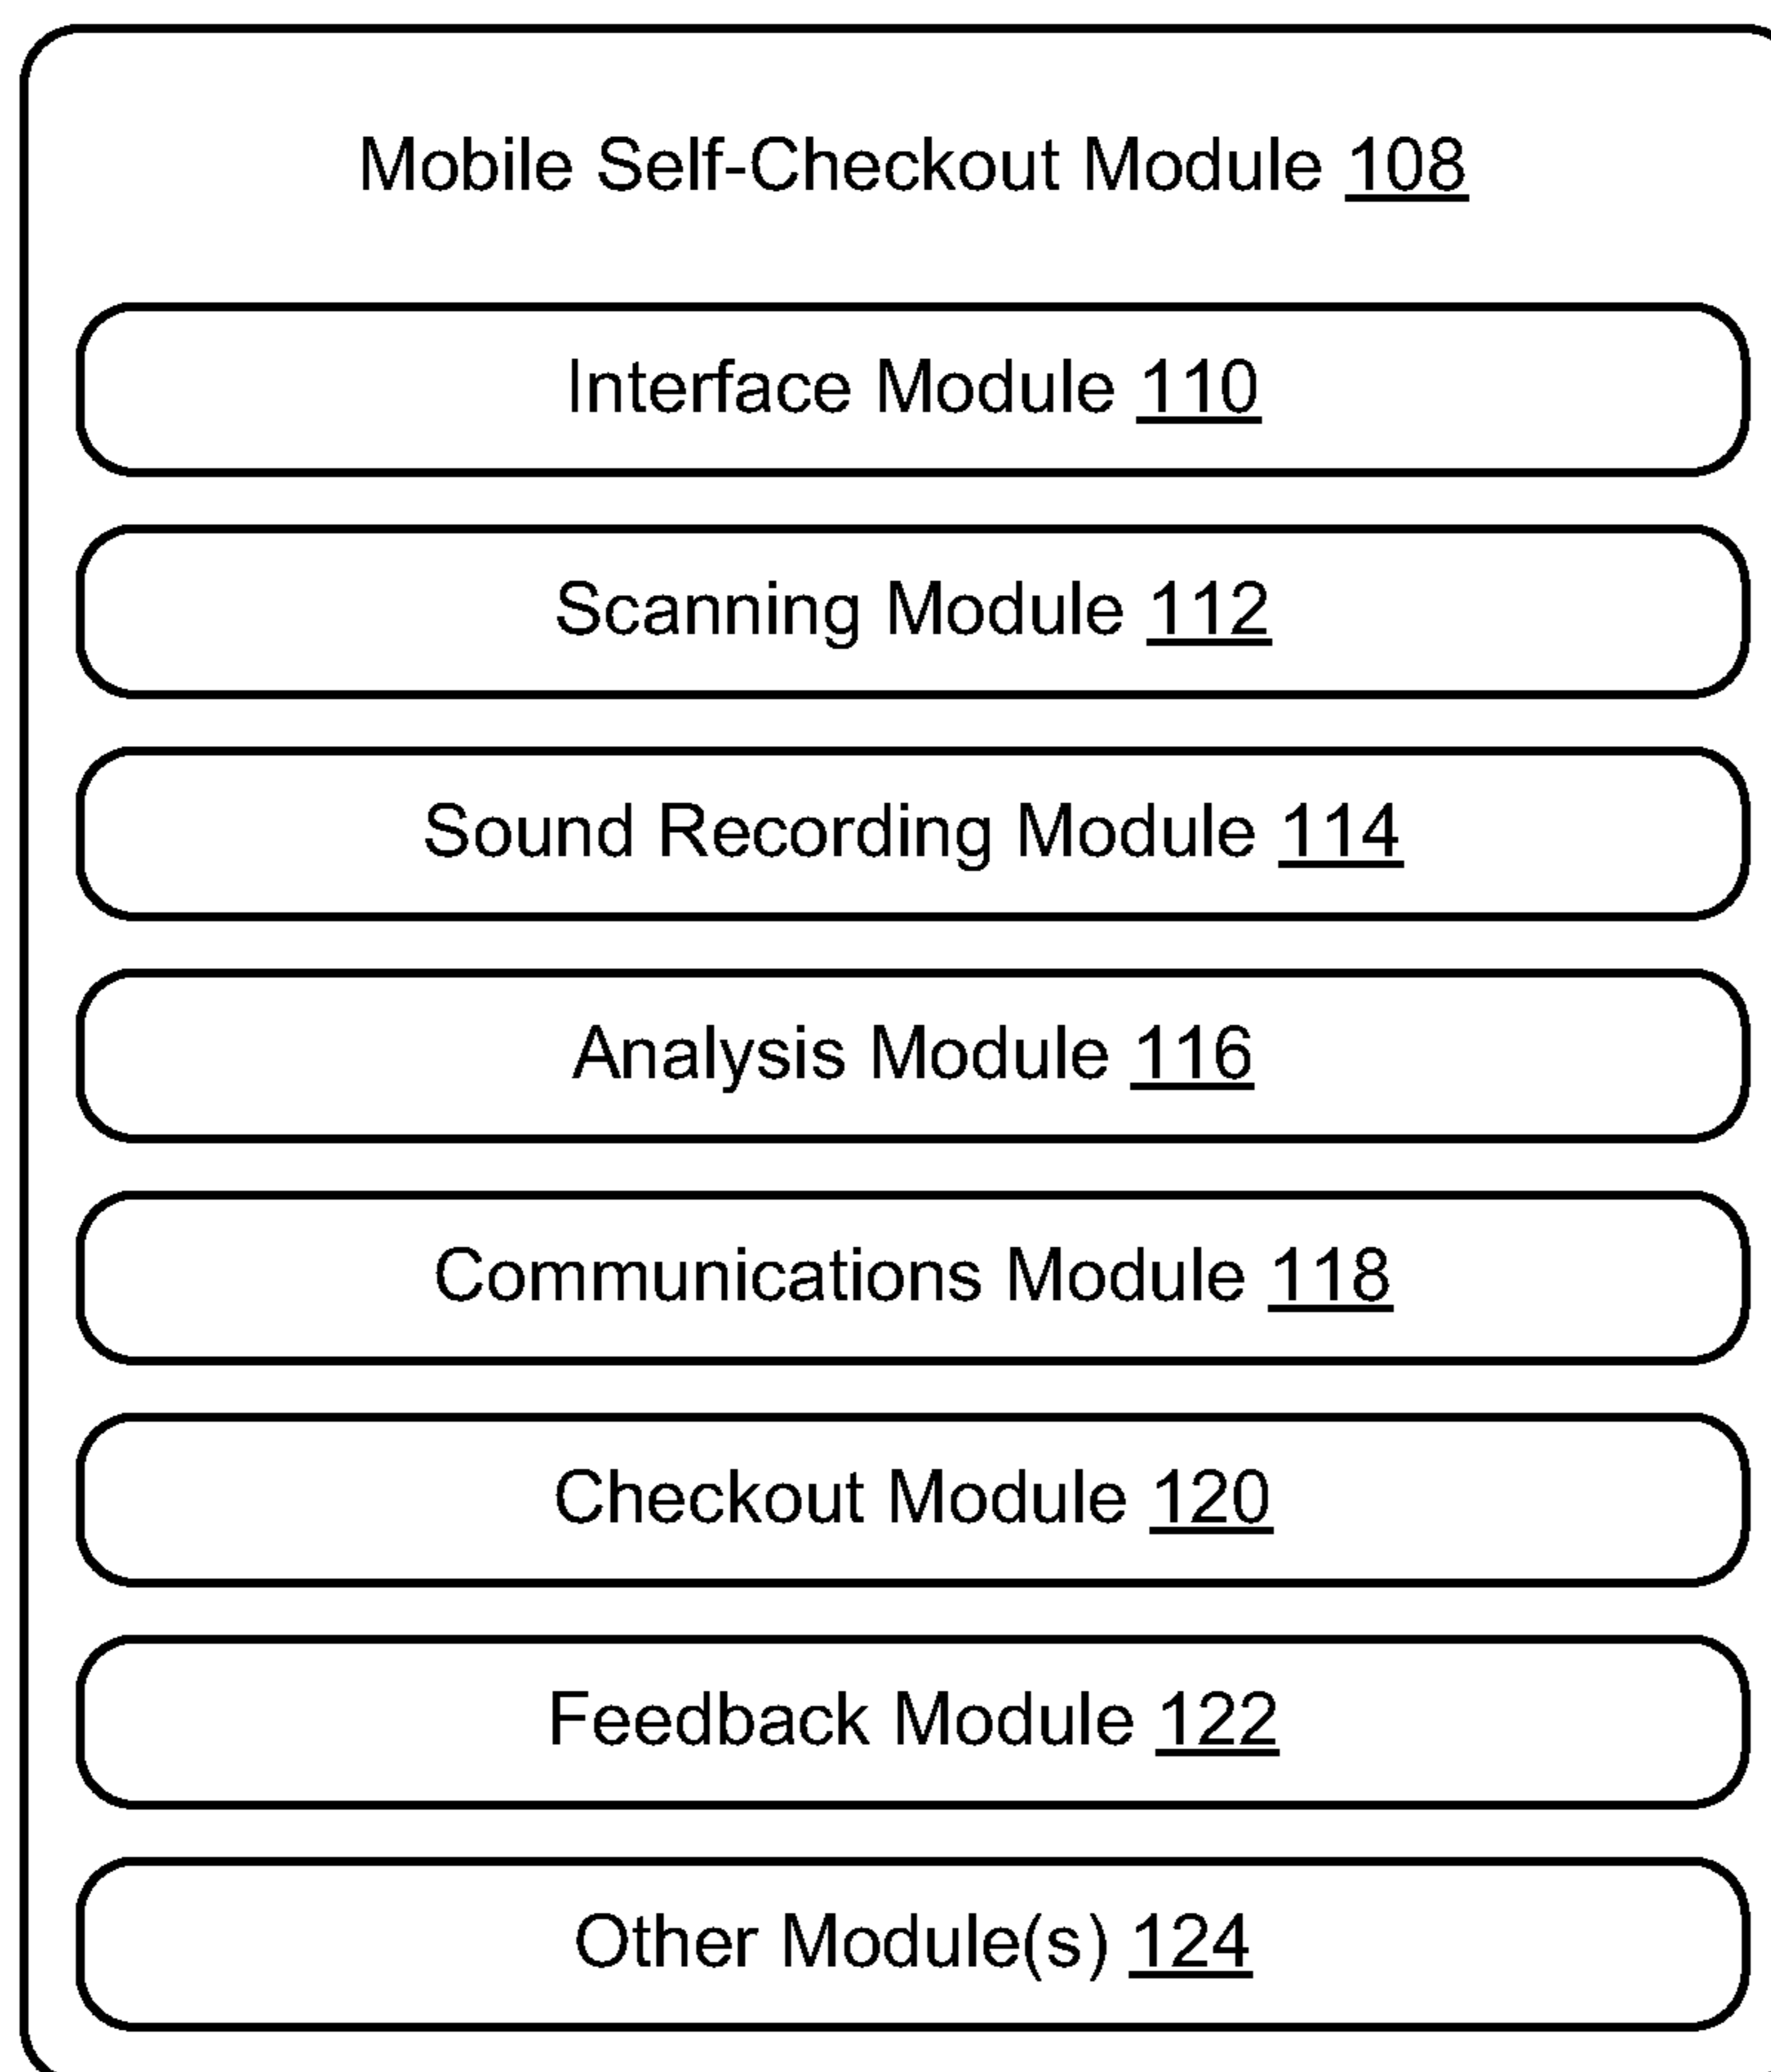 Mobile Self-Checkout Module 108
Interface Module 110
Scanning Module 112
Sound Recording Module 114
Analysis Module 116
Communications Module 118
Checkout Module 120
Feedback Module 122
Other Module(s) 124